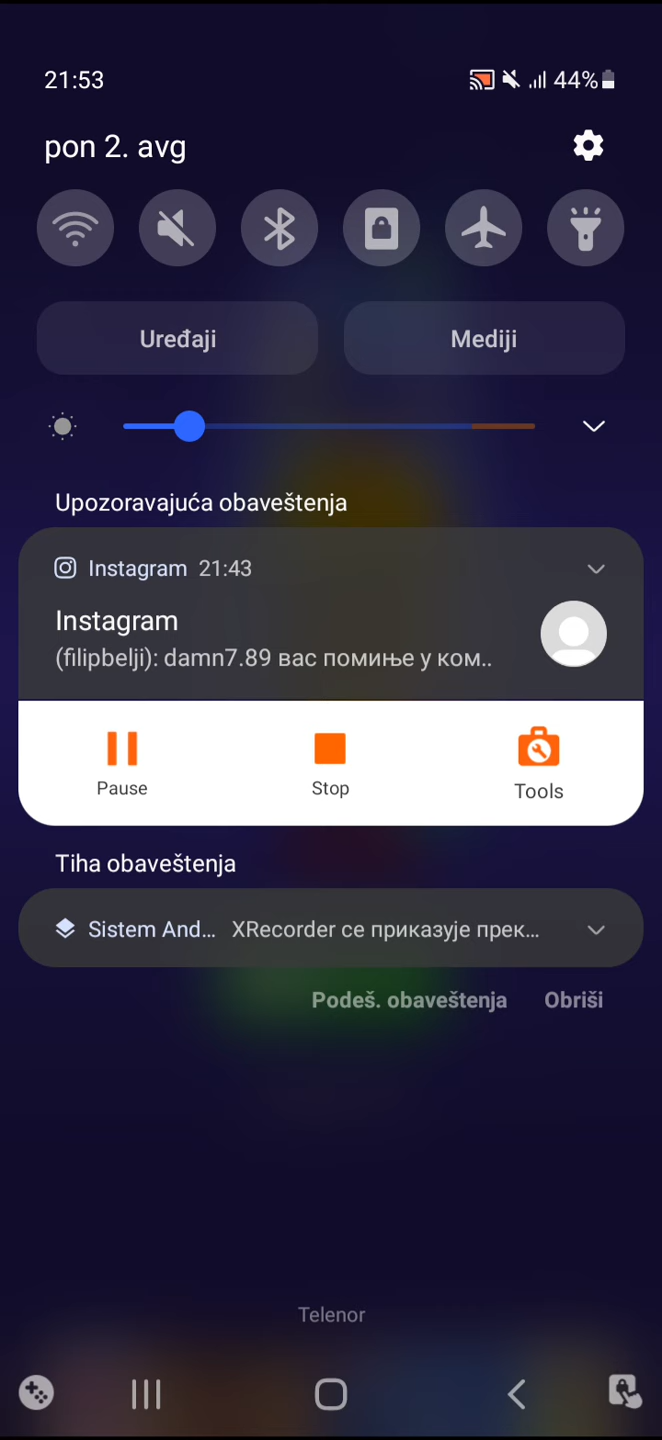 21:53
44%
pon 2. avg
Uređaji
Mediji
Upozoravajuća obaveštenja
Instagram 21:43
Instagram
(filipbelji): damn7.89 вас помиње у ком..
Pause
Stop
Tools
Tiha obaveštenja
Sistem And... XRecorder се приказује прек...
Podeš. obaveštenja
Obriši
Telenor